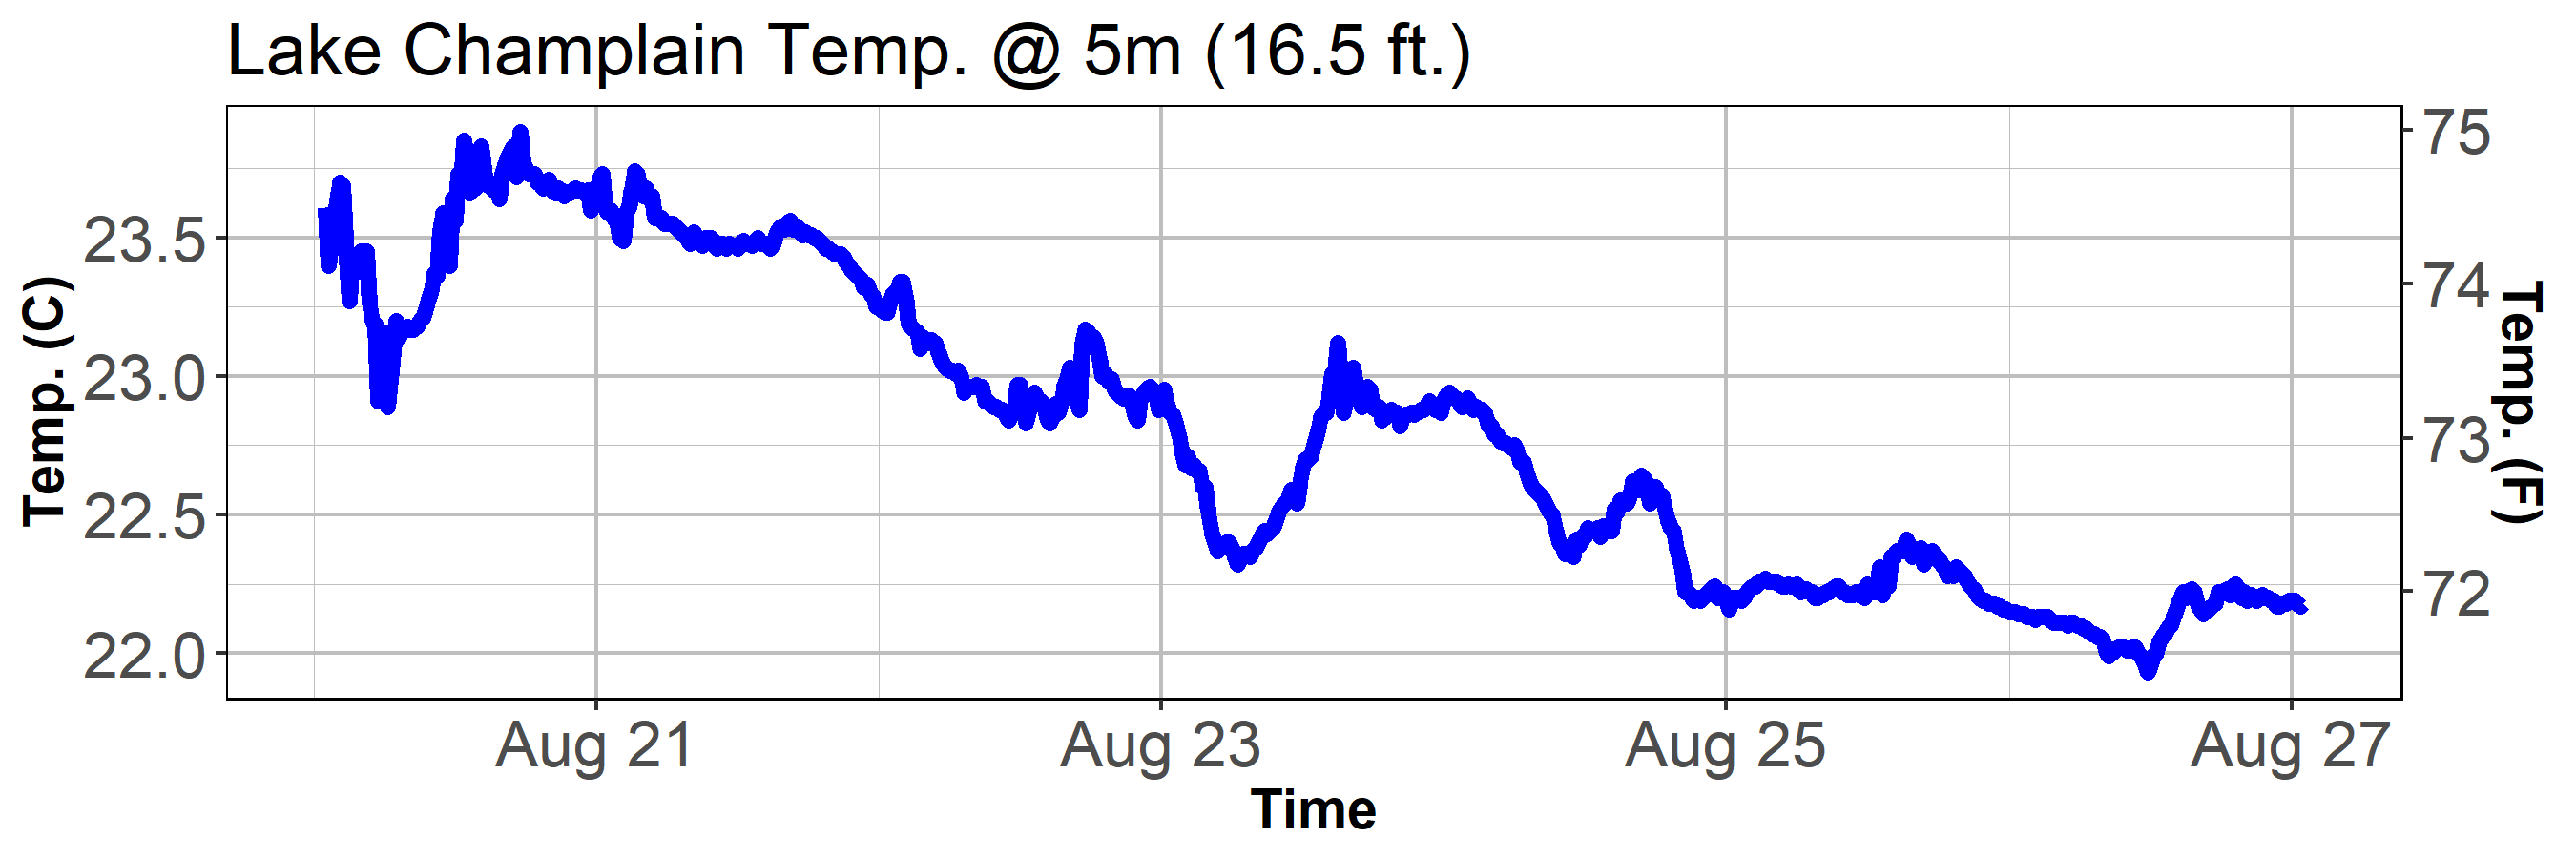 Lake Champlain Temp. @ 5m (16.5 ft.)
Temp. (C)
23.5
23.0
22.5
22.0
75
74
73
72
Temp. (F)
Aug 21
Aug 23
Aug 25
Aug 27
Time